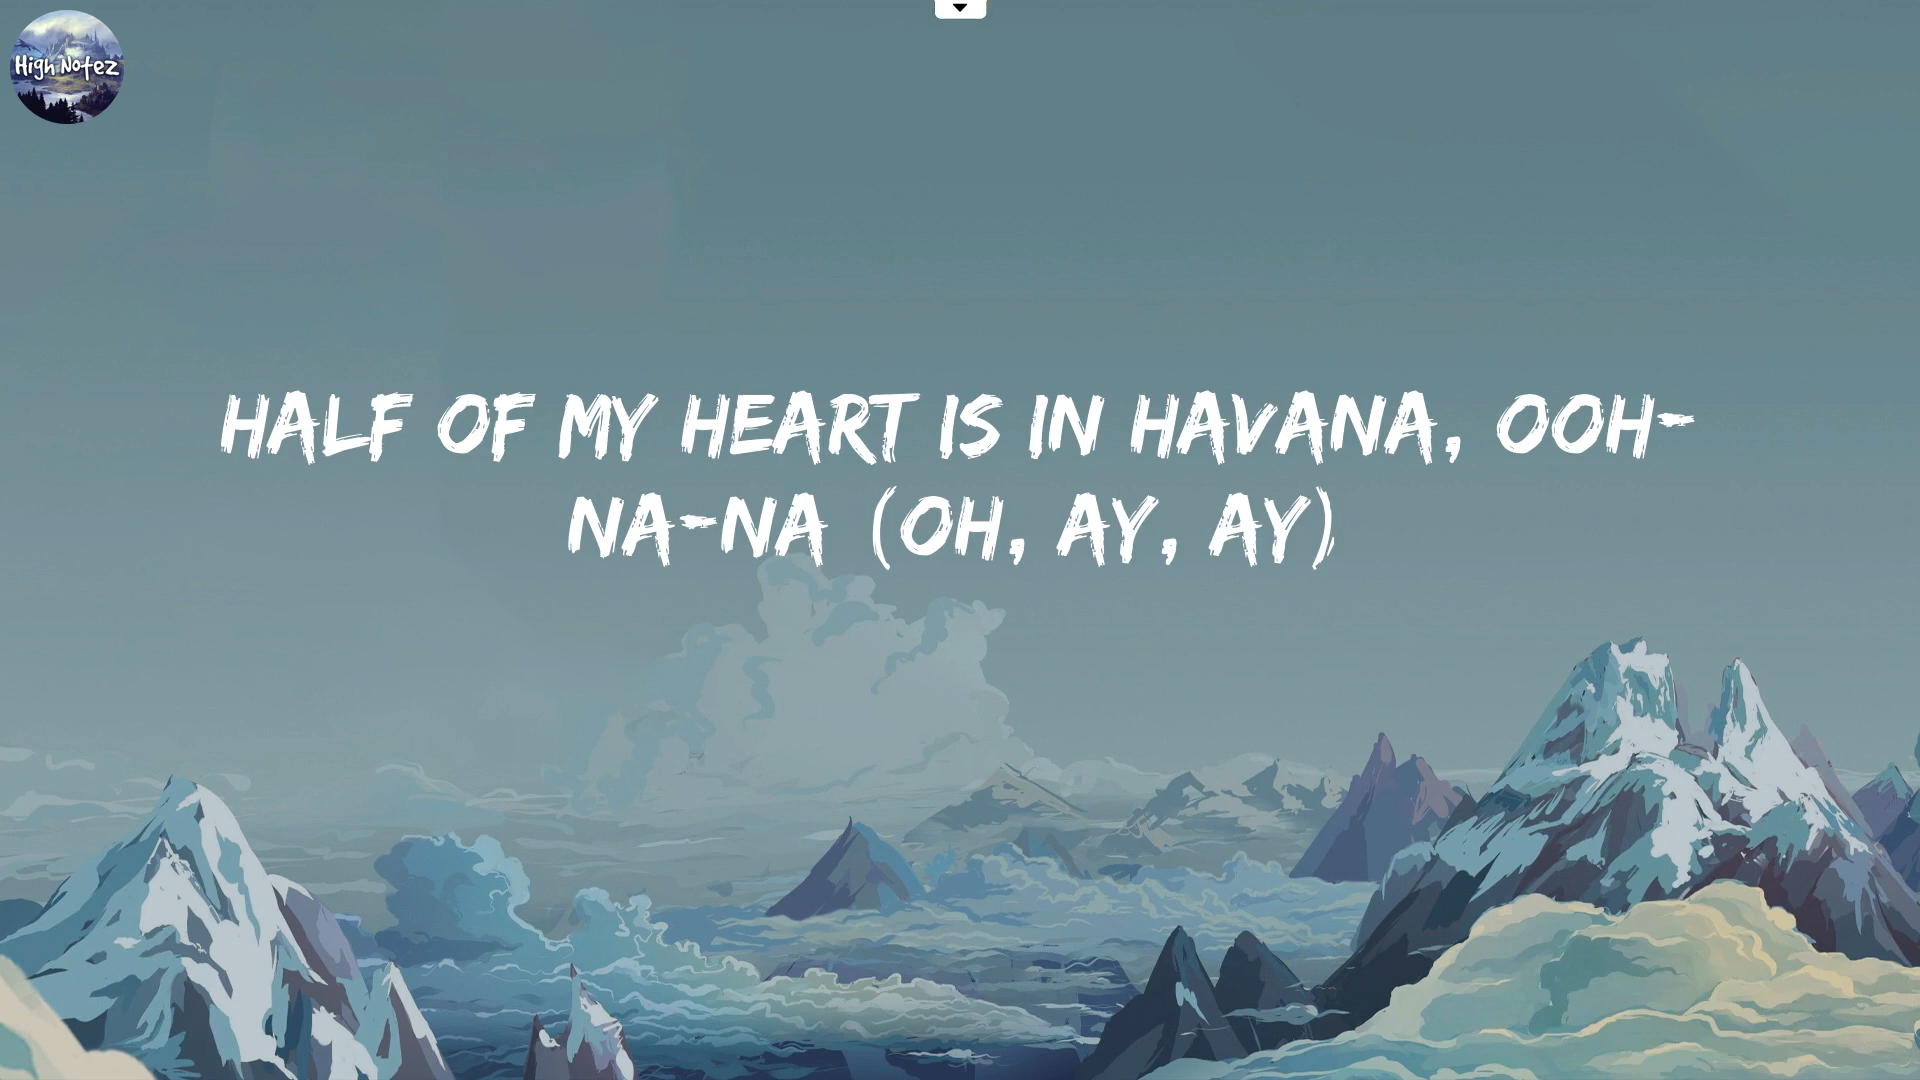 High Notez
HALF OF MY HEART IS IN HAVANA, OOH-
NA-NA (OH, AY, AY)